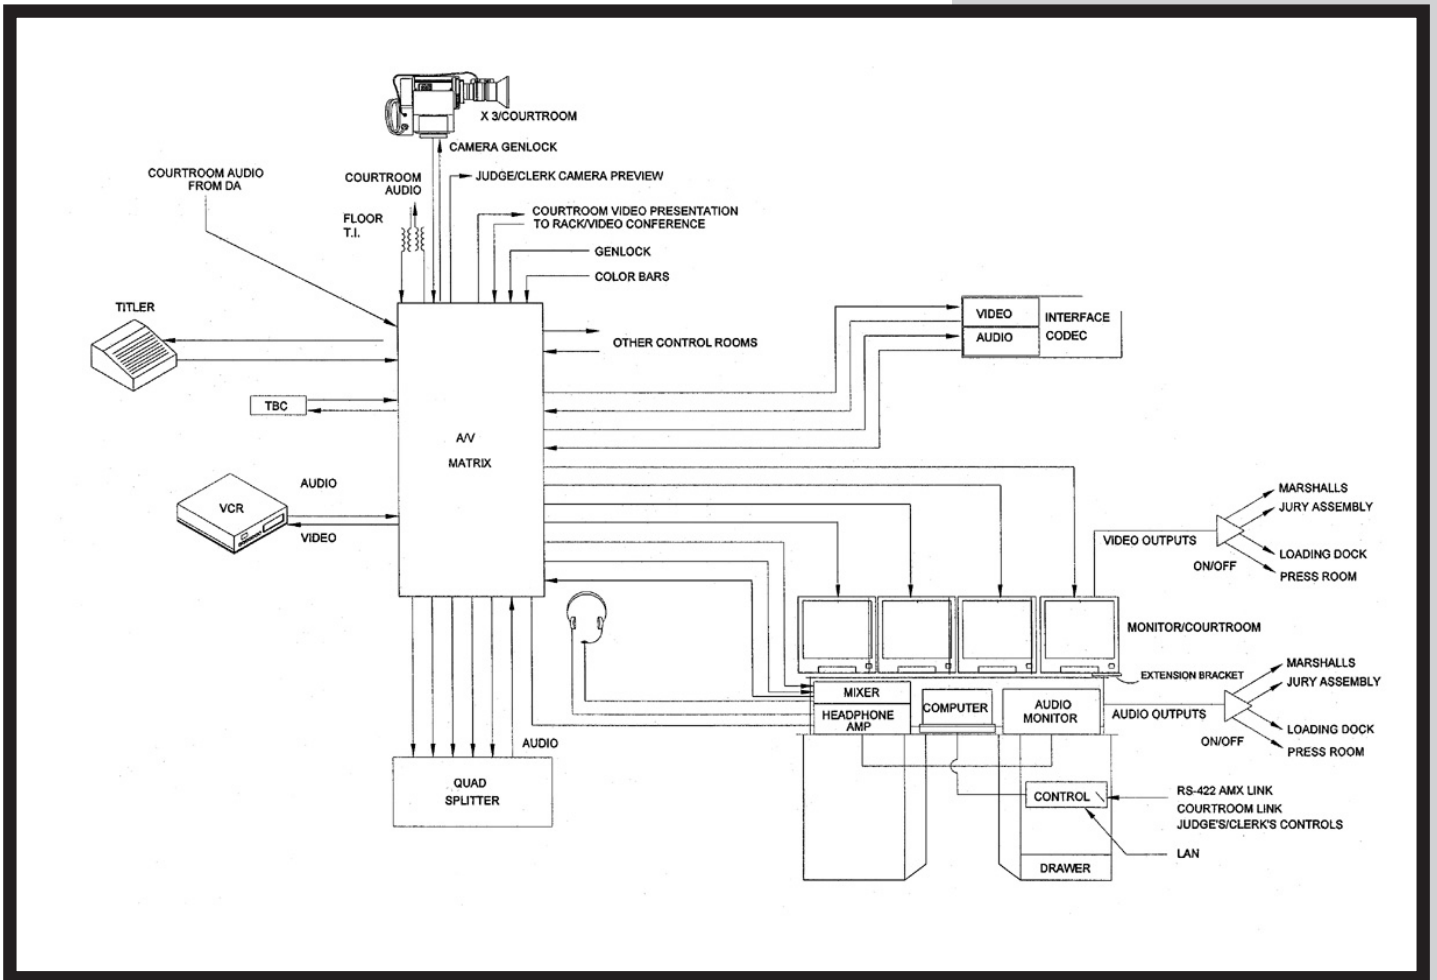 X 3/COURTROOM
CAMERA GENLOCK
COURTROOM AUDIO
FROM DA
COURTROOM
AUDIO
JUDGE/CLERK CAMERA PREVIEW
FLOOR
T.I.
COURTROOM VIDEO PRESENTATION
TO RACK/VIDEO CONFERENCE
GENLOCK
COLOR BARS
TITLER
VIDEO
AUDIO
INTERFACE
CODEC
OTHER CONTROL ROOMS
TBC
A/V
MATRIX
AUDIO
VCR
VIDEO
MARSHALLS
JURY ASSEMBLY
VIDEO OUTPUTS
LOADING DOCK
ON/OFF
PRESS ROOM
MONITOR/COURTROOM
EXTENSION BRACKET
MARSHALLS
JURY ASSEMBLY
MIXER
HEADPHONE
AMP
COMPUTER
AUDIO
MONITOR
AUDIO OUTPUTS
LOADING DOCK
ON/OFF
PRESS ROOM
AUDIO
QUAD
SPLITTER
CONTROL
RS-422 AMX LINK
COURTROOM LINK
JUDGE'S/CLERK'S CONTROLS
LAN
DRAWER